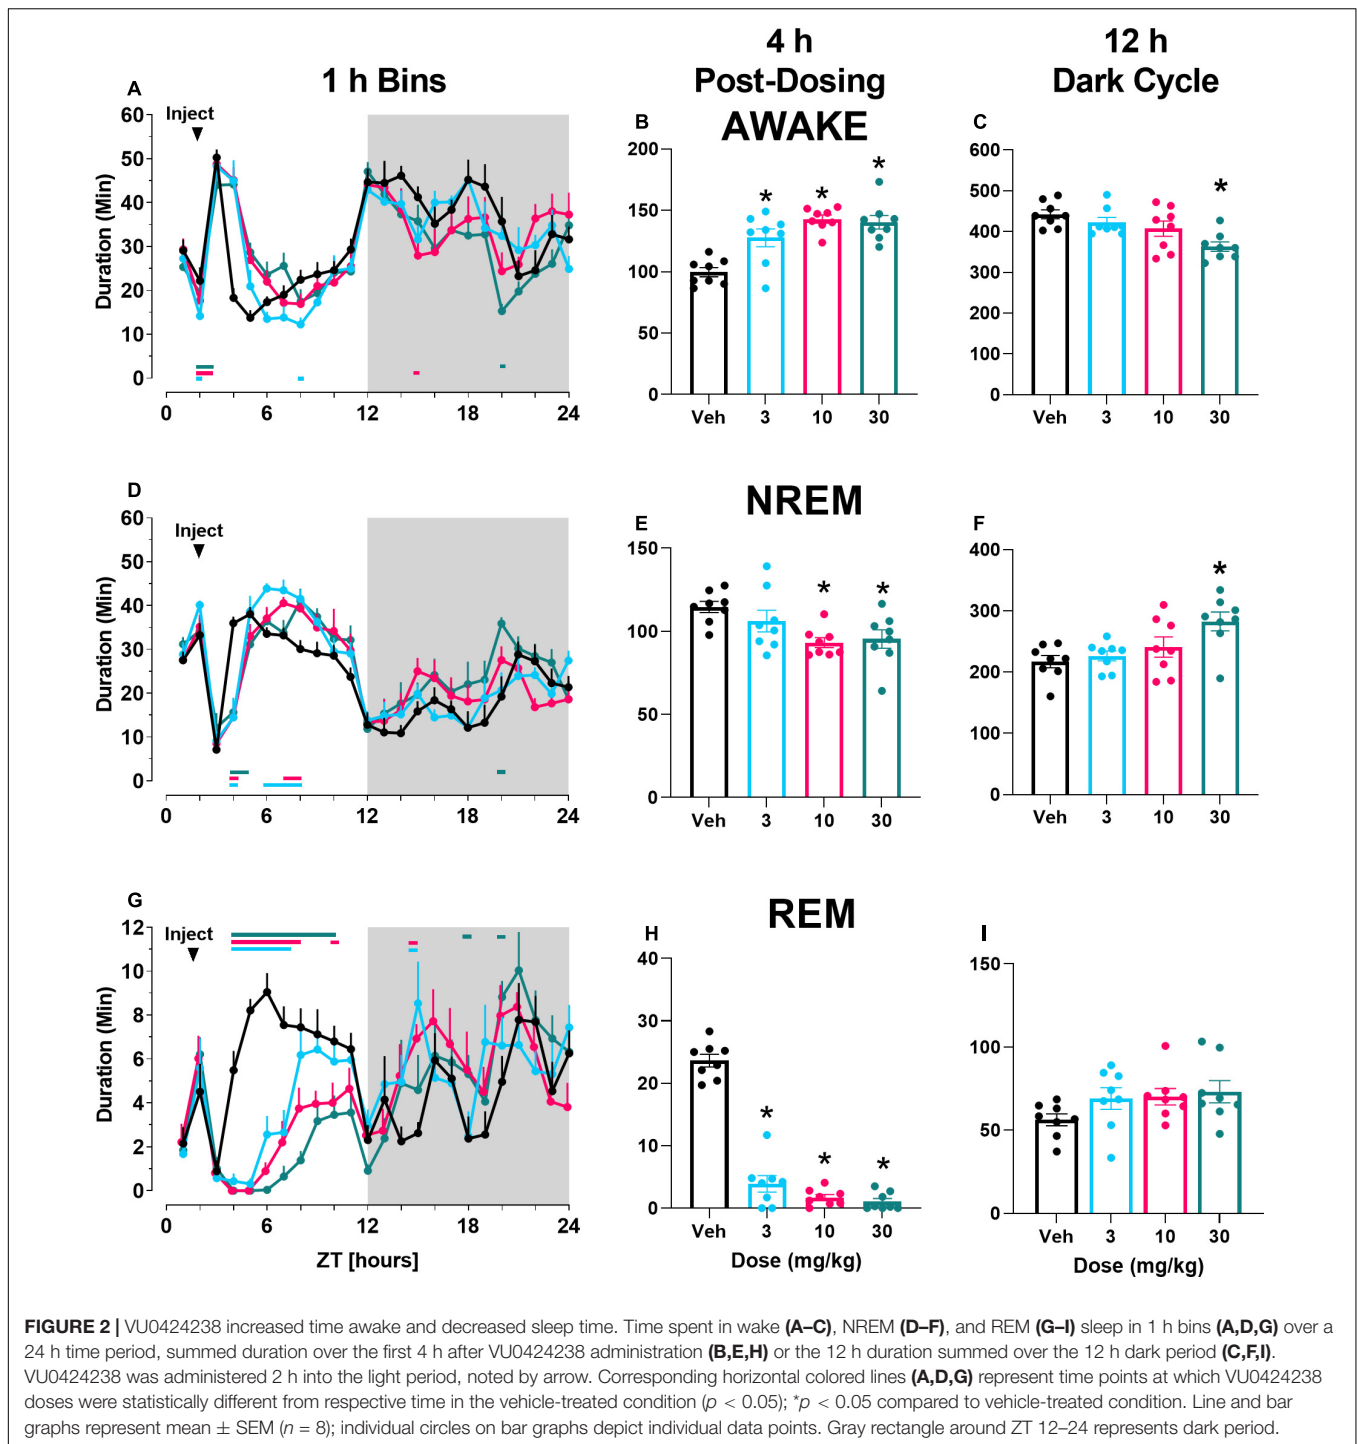 4 h
12 h
1 h Bins
Post-Dosing
Dark Cycle
AWAKE
A
Inject
Duration (Min)
60
50
40
30
20
10
0
0 6 12 18 24
B
200
150
100
50
0
Veh 3 10 30
* * *
C
600
500
400
300
200
100
0
Veh 3 10 30
*
NREM
D
Inject
Duration (Min)
60
50
40
30
20
10
0
0 6 12 18 24
E
150
100
50
0
Veh 3 10 30
* *
F
400
300
200
100
0
Veh 3 10 30
*
REM
G
Inject
Duration (Min)
12
10
8
6
4
2
0
0 6 12 18 24
ZT [hours]
H
40
30
20
10
0
Veh 3 10 30
* * *
Dose (mg/kg)
I
150
100
50
0
Veh 3 10 30
Dose (mg/kg)
FIGURE 2 | VU0424238 increased time awake and decreased sleep time. Time spent in wake (A–C), NREM (D–F), and REM (G–I) sleep in 1 h bins (A,D,G) over a
24 h time period, summed duration over the first 4 h after VU0424238 administration (B,E,H) or the 12 h duration summed over the 12 h dark period (C,F,I).
VU0424238 was administered 2 h into the light period, noted by arrow. Corresponding horizontal colored lines (A,D,G) represent time points at which VU0424238
doses were statistically different from respective time in the vehicle-treated condition (p < 0.05); *p < 0.05 compared to vehicle-treated condition. Line and bar
graphs represent mean ± SEM (n = 8); individual circles on bar graphs depict individual data points. Gray rectangle around ZT 12–24 represents dark period.